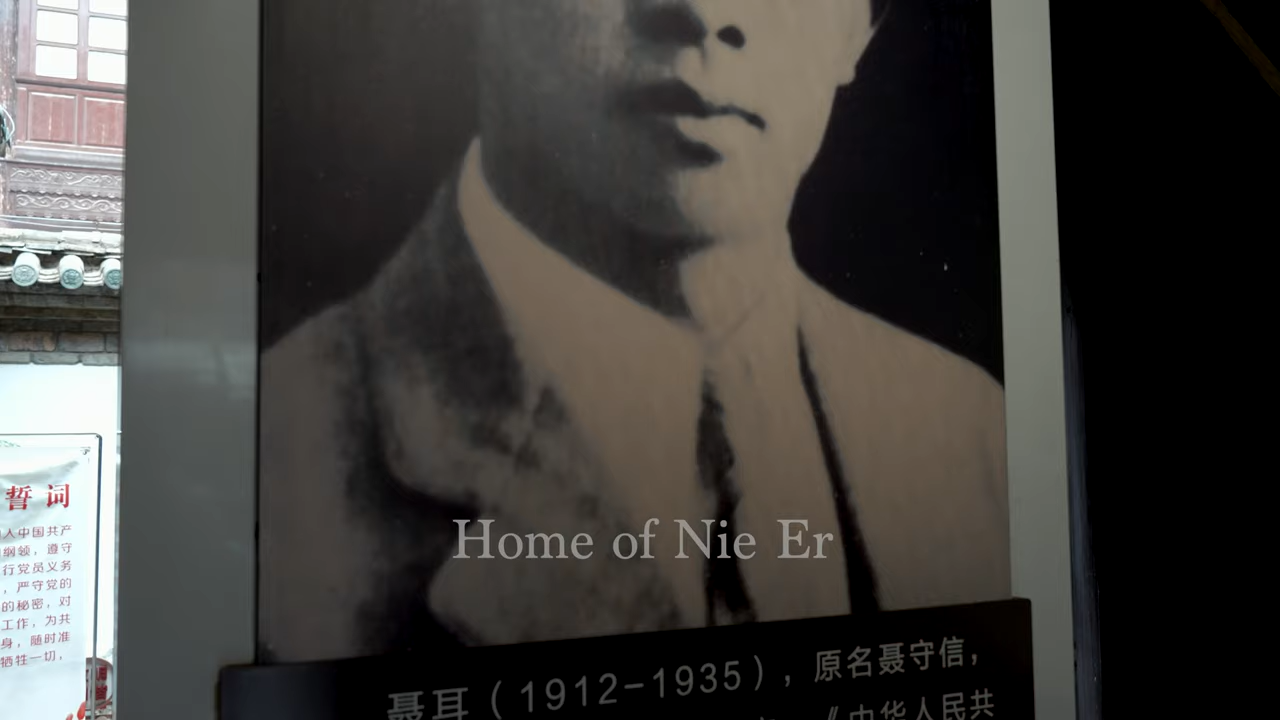 誓词
人中国共产
纲领，遵守
行党员义务
，严守党的
的秘密，对
工作，为共
身，随时准
牺牲一切，
Home of Nie Er
聂耳（1912-1935），原名聂守信，
《中华人民共